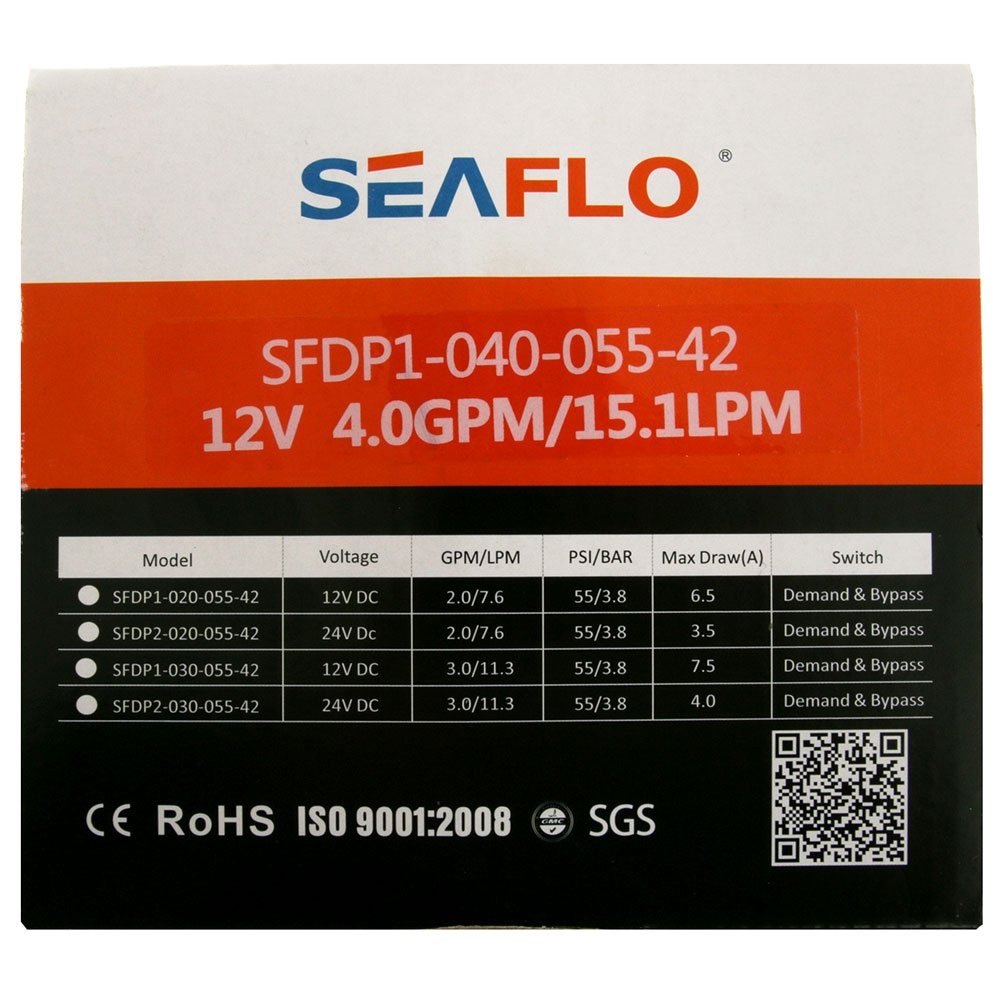 SEAFLO ®
SFDP1-040-055-42
12V 4.0GPM/15.1LPM
Model Voltage GPM/LPM PSI/BAR Max Draw(A) Switch
SFDP1-020-055-42 12V DC 2.0/7.6 55/3.8 6.5 Demand & Bypass
SFDP2-020-055-42 24V Dc 2.0/7.6 55/3.8 3.5 Demand & Bypass
SFDP1-030-055-42 12V DC 3.0/11.3 55/3.8 7.5 Demand & Bypass
SFDP2-030-055-42 24V DC 3.0/11.3 55/3.8 4.0 Demand & Bypass
CE RoHS ISO 9001:2008 GMC SGS